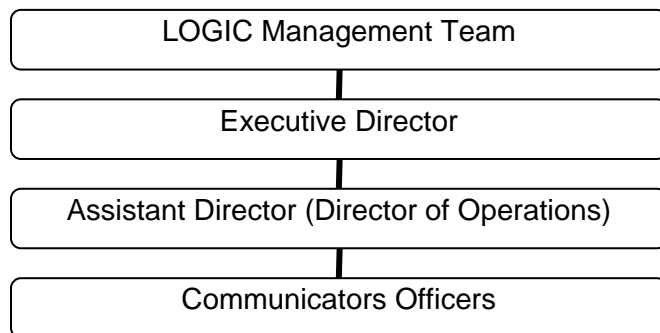 LOGIC Management Team
Executive Director
Assistant Director (Director of Operations)
Communicators Officers